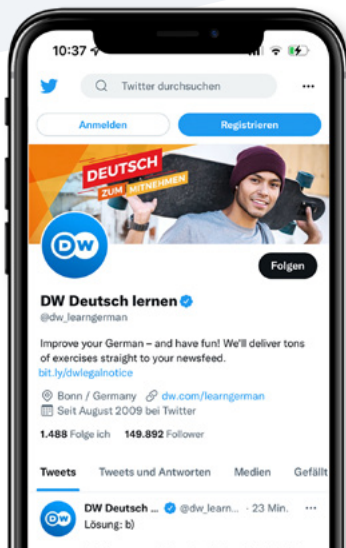 10:37
Twitter durchsuchen
Anmelden
Registrieren
DEUTSCH
ZUM MITNEHMEN
DW
Folgen
DW Deutsch lernen
@dw_learngerman
Improve your German – and have fun! We'll deliver tons
of exercises straight to your newsfeed.
bit.ly/dwlegalnotice
Bonn / Germany dw.com/learngerman
Seit August 2009 bei Twitter
1.488 Folge ich 149.892 Follower
Tweets Tweets und Antworten Medien Gefällt
DW
DW Deutsch ... @dw_learn... · 23 Min. ...
Lösung: b)